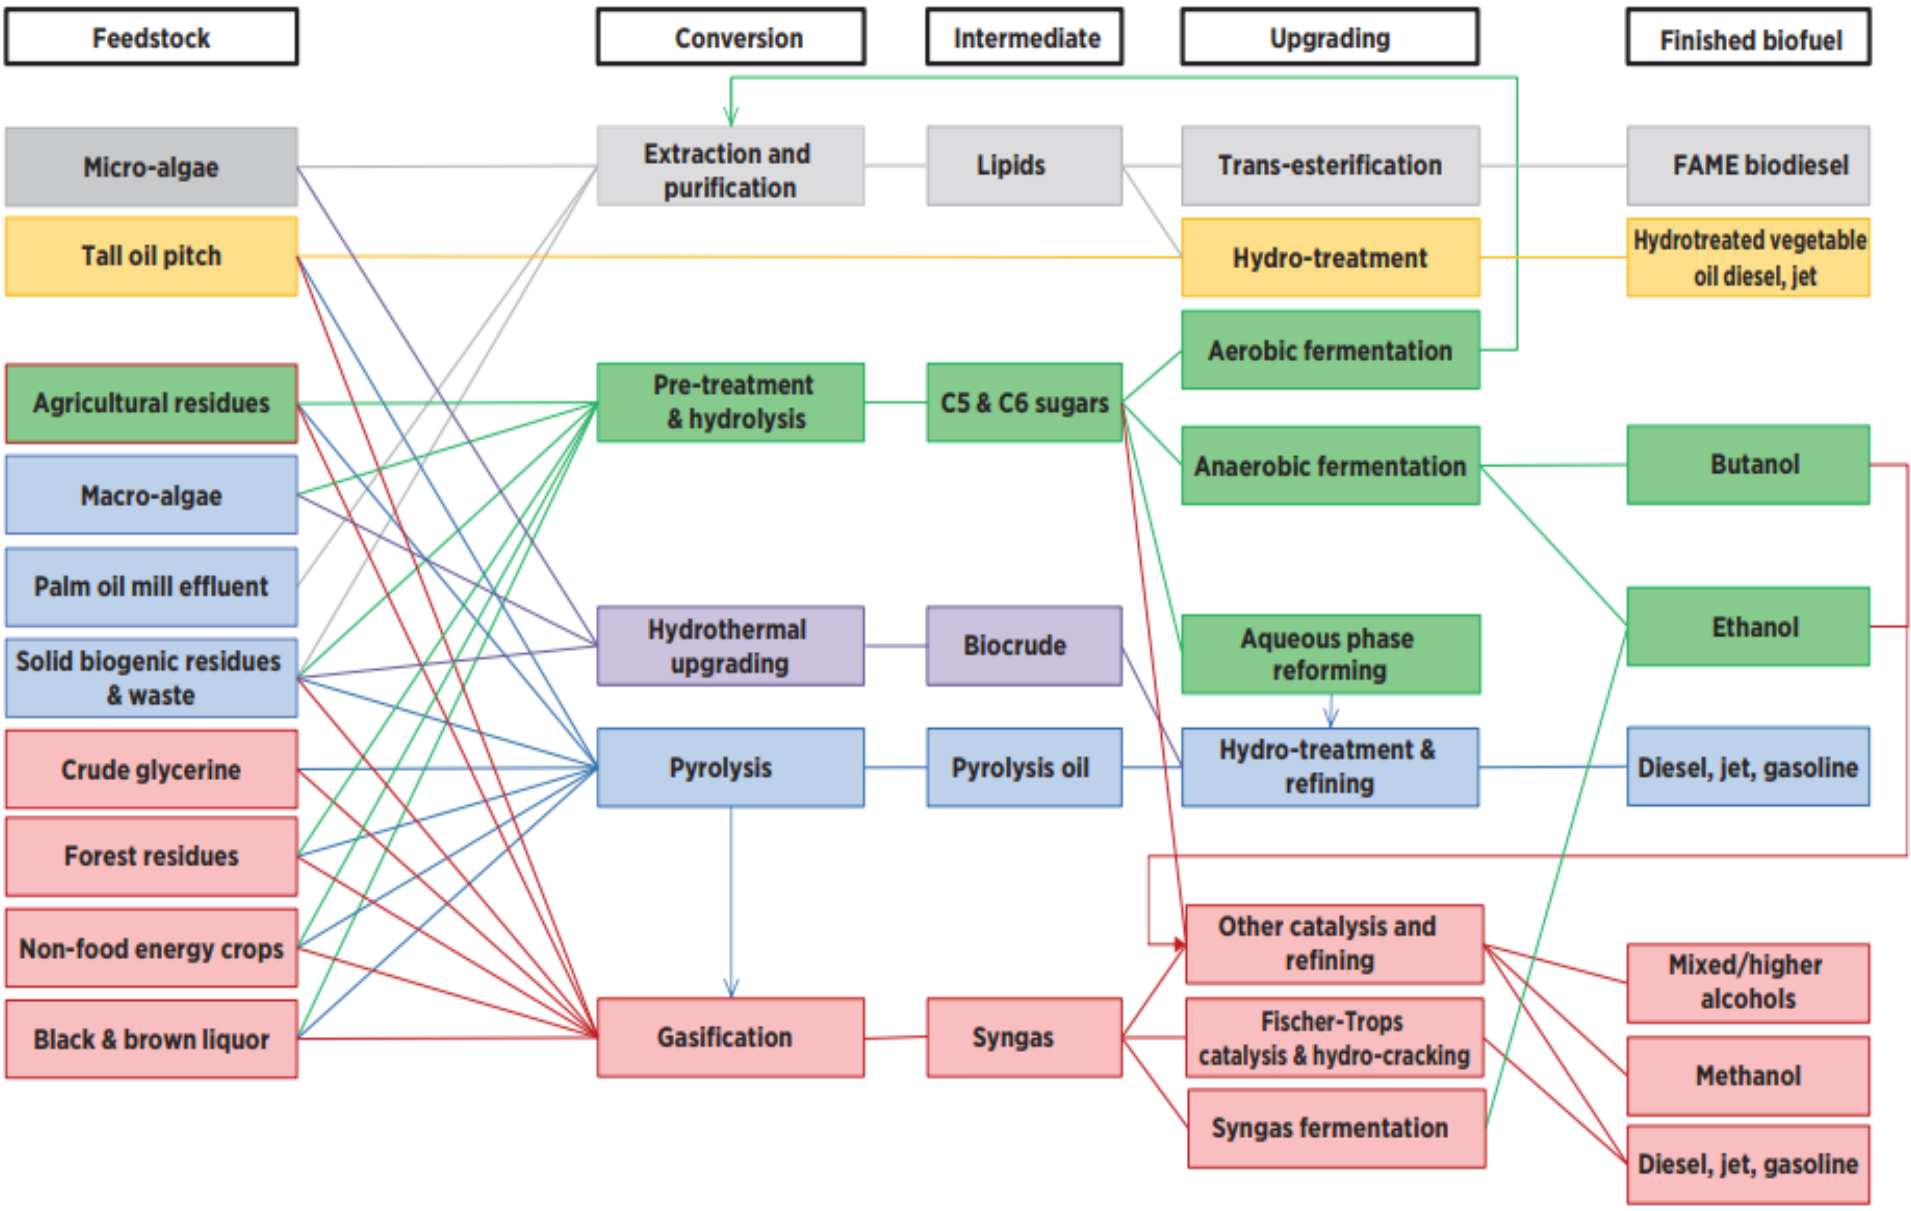 Feedstock
Conversion
Intermediate
Upgrading
Finished biofuel
Micro-algae
Extraction and
purification
Lipids
Trans-esterification
FAME biodiesel
Tall oil pitch
Hydro-treatment
Hydrotreated vegetable
oil diesel, jet
Aerobic fermentation
Agricultural residues
Pre-treatment
& hydrolysis
C5 & C6 sugars
Anaerobic fermentation
Butanol
Macro-algae
Palm oil mill effluent
Solid biogenic residues
& waste
Hydrothermal
upgrading
Biocrude
Aqueous phase
reforming
Ethanol
Crude glycerine
Pyrolysis
Pyrolysis oil
Hydro-treatment &
refining
Diesel, jet, gasoline
Forest residues
Non-food energy crops
Other catalysis and
refining
Mixed/higher
alcohols
Black & brown liquor
Gasification
Syngas
Fischer-Trops
catalysis & hydro-cracking
Methanol
Syngas fermentation
Diesel, jet, gasoline